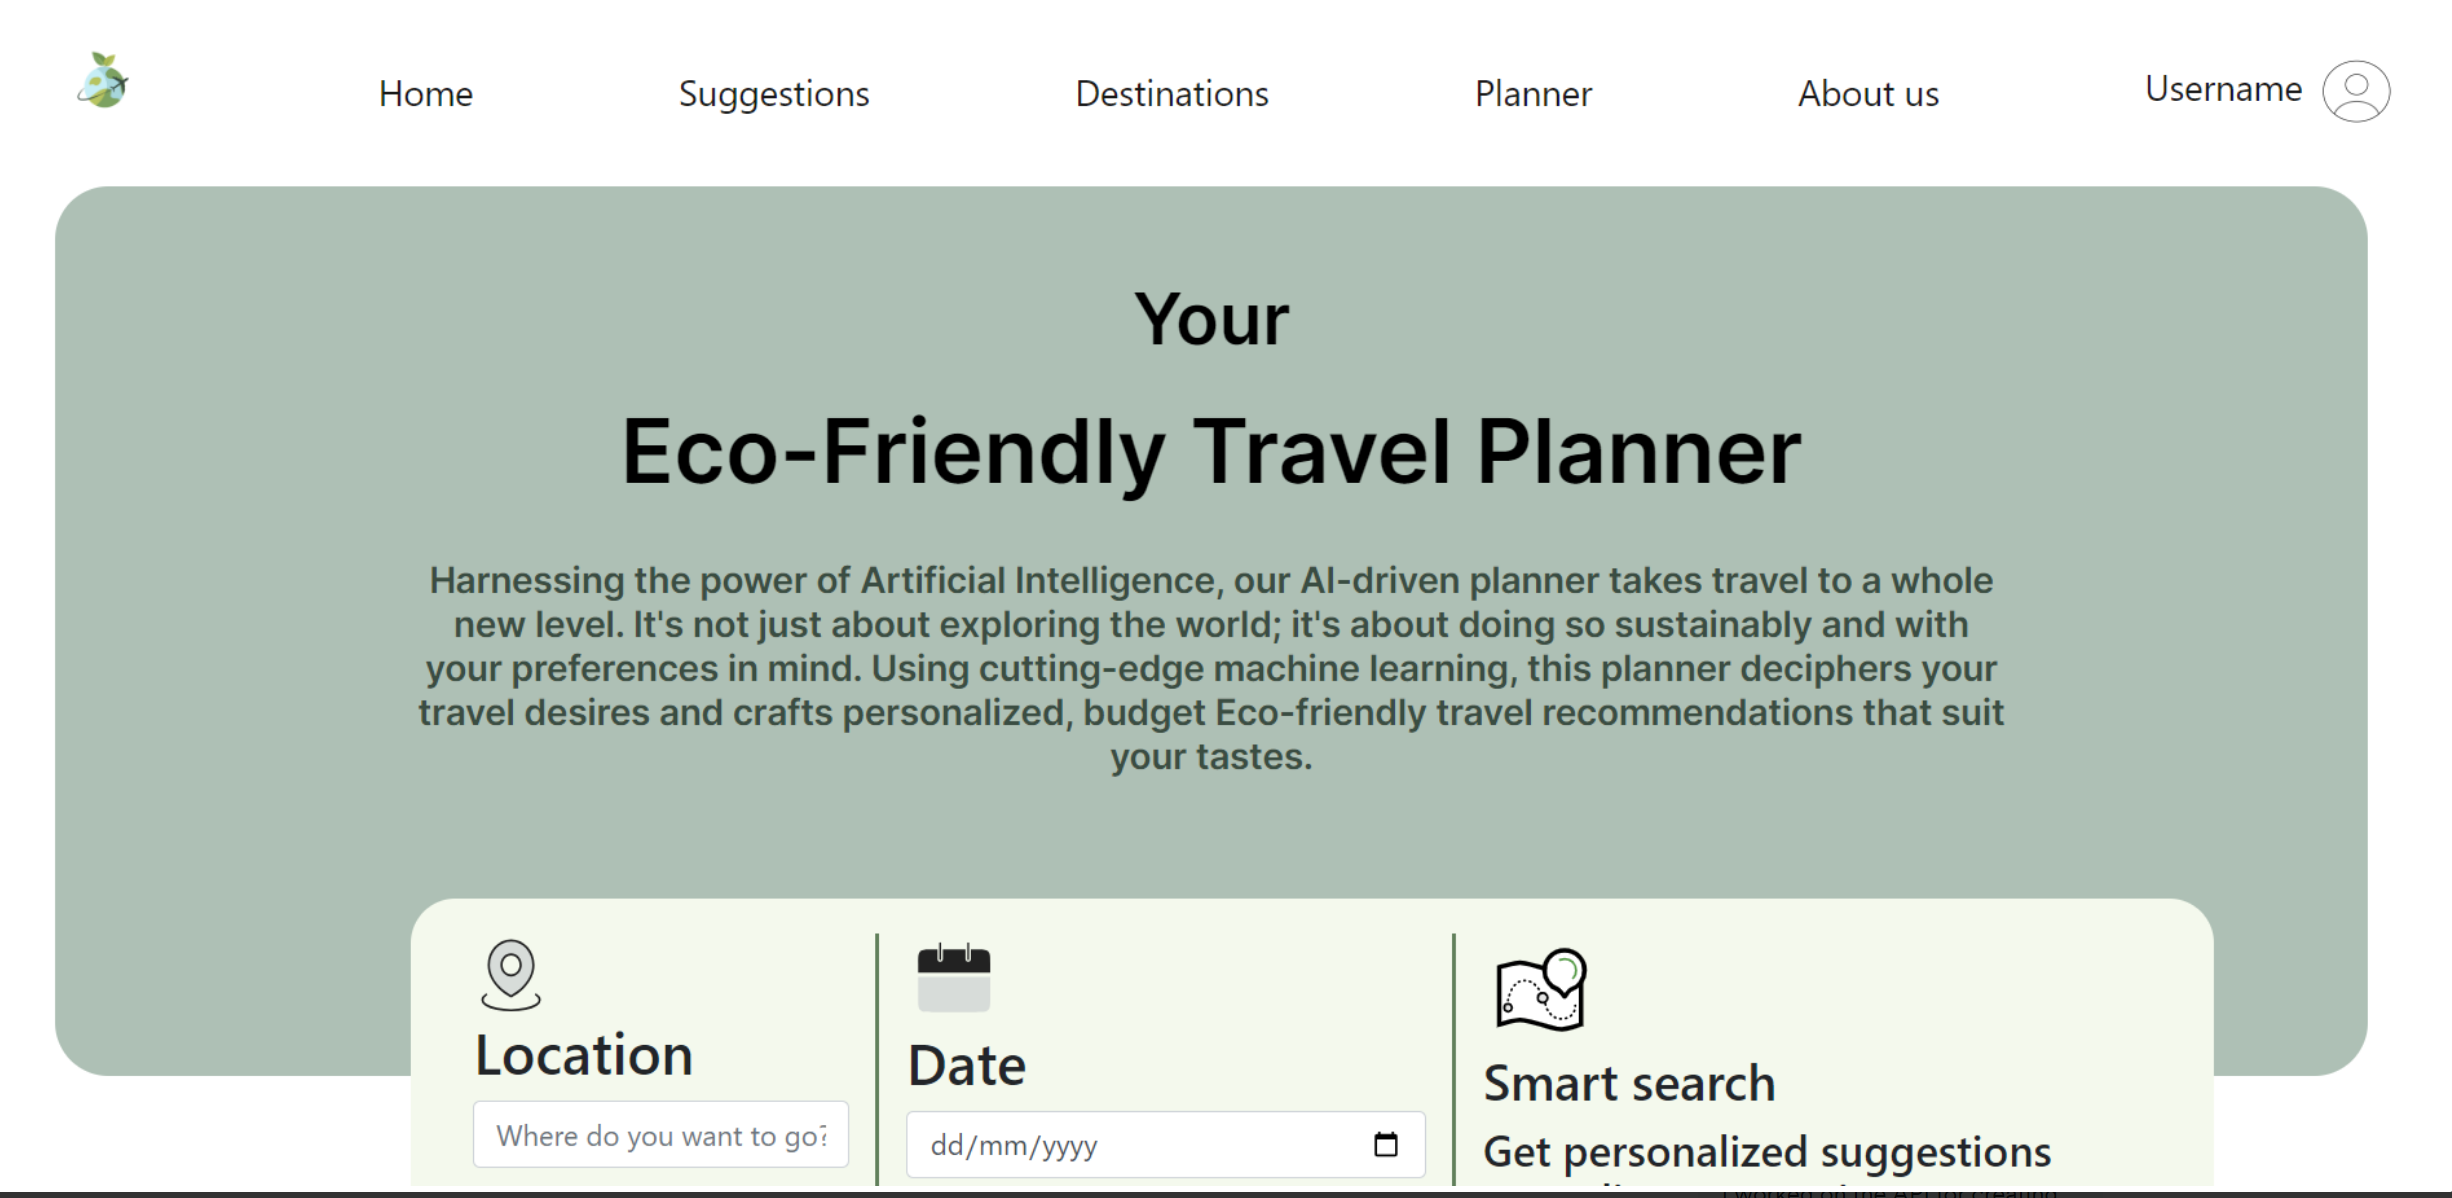 Home Suggestions Destinations Planner About us Username
Your
Eco-Friendly Travel Planner
Harnessing the power of Artificial Intelligence, our AI-driven planner takes travel to a whole
new level. It's not just about exploring the world; it's about doing so sustainably and with
your preferences in mind. Using cutting-edge machine learning, this planner deciphers your
travel desires and crafts personalized, budget Eco-friendly travel recommendations that suit
your tastes.
Location
Where do you want to go?
Date
dd/mm/yyyy
Smart search
Get personalized suggestions